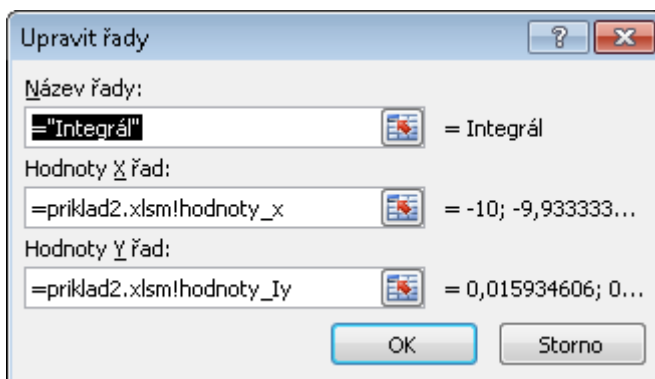 Upravit řady
Název řady:
="Integrál" = Integrál
Hodnoty X řad:
=priklad2.xlsm!hodnoty_x = -10; -9,933333...
Hodnoty Y řad:
=priklad2.xlsm!hodnoty_Iy = 0,015934606; 0...
OK Storno